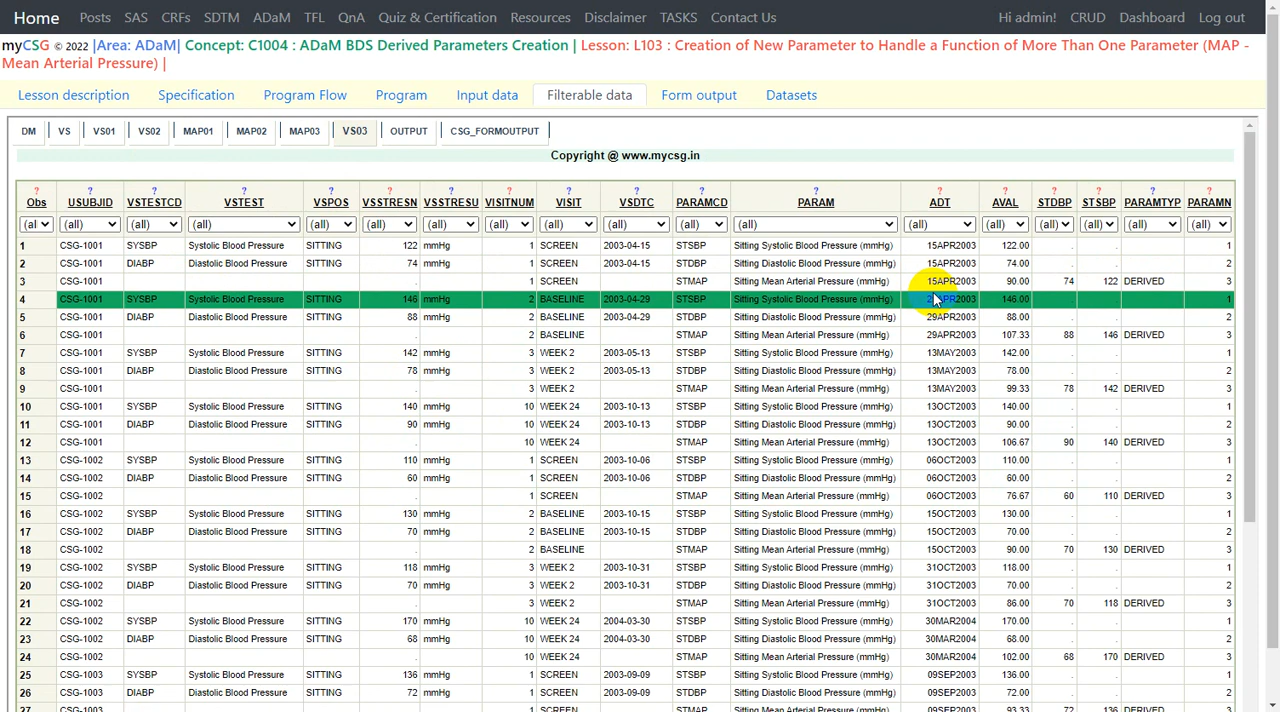 Home Posts SAS CRFs SDTM ADaM TFL QnA Quiz & Certification Resources Disclaimer TASKS Contact Us Hi admin! CRUD Dashboard Log out
myCSG © 2022 |Area: ADaM| Concept: C1004 : ADaM BDS Derived Parameters Creation | Lesson: L103 : Creation of New Parameter to Handle a Function of More Than One Parameter (MAP -
Mean Arterial Pressure) |
Lesson description Specification Program Flow Program Input data Filterable data Form output Datasets
DM VS VS01 VS02 MAP01 MAP02 MAP03 VS03 OUTPUT CSG_FORMOUTPUT
Copyright @ www.mycsg.in
? ? ? ? ? ? ? ? ? ? ? ? ? ? ? ? ? ?
Obs USUBJID VSTESTCD VSTEST VSPOS VSSTRESN VSSTRESU VISITNUM VISIT VSDTC PARAMCD PARAM ADT AVAL STDBP STSBP PARAMTYP PARAMN
(al (all) (all) (all) (all) (all) (all) (all) (all) (all) (all) (all) (all) (all) (all) (all) (all) (all)
1 CSG-1001 SYSBP Systolic Blood Pressure SITTING 122 mmHg 1 SCREEN 2003-04-15 STSBP Sitting Systolic Blood Pressure (mmHg) 15APR2003 122.00 . . 1
2 CSG-1001 DIABP Diastolic Blood Pressure SITTING 74 mmHg 1 SCREEN 2003-04-15 STDBP Sitting Diastolic Blood Pressure (mmHg) 15APR2003 74.00 . . 2
3 CSG-1001 . 1 SCREEN STMAP Sitting Mean Arterial Pressure (mmHg) 15APR2003 90.00 74 122 DERIVED 3
4 CSG-1001 SYSBP Systolic Blood Pressure SITTING 146 mmHg 2 BASELINE 2003-04-29 STSBP Sitting Systolic Blood Pressure (mmHg) 146.00 . . 1
5 CSG-1001 DIABP Diastolic Blood Pressure SITTING 88 mmHg 2 BASELINE 2003-04-29 STDBP Sitting Diastolic Blood Pressure (mmHg) 29APR2003 88.00 . . 2
6 CSG-1001 . 2 BASELINE STMAP Sitting Mean Arterial Pressure (mmHg) 29APR2003 107.33 88 146 DERIVED 3
7 CSG-1001 SYSBP Systolic Blood Pressure SITTING 142 mmHg 3 WEEK 2 2003-05-13 STSBP Sitting Systolic Blood Pressure (mmHg) 13MAY2003 142.00 . . 1
8 CSG-1001 DIABP Diastolic Blood Pressure SITTING 78 mmHg 3 WEEK 2 2003-05-13 STDBP Sitting Diastolic Blood Pressure (mmHg) 13MAY2003 78.00 . . 2
9 CSG-1001 . 3 WEEK 2 STMAP Sitting Mean Arterial Pressure (mmHg) 13MAY2003 99.33 78 142 DERIVED 3
10 CSG-1001 SYSBP Systolic Blood Pressure SITTING 140 mmHg 10 WEEK 24 2003-10-13 STSBP Sitting Systolic Blood Pressure (mmHg) 13OCT2003 140.00 . . 1
11 CSG-1001 DIABP Diastolic Blood Pressure SITTING 90 mmHg 10 WEEK 24 2003-10-13 STDBP Sitting Diastolic Blood Pressure (mmHg) 13OCT2003 90.00 . . 2
12 CSG-1001 . 10 WEEK 24 STMAP Sitting Mean Arterial Pressure (mmHg) 13OCT2003 106.67 90 140 DERIVED 3
13 CSG-1002 SYSBP Systolic Blood Pressure SITTING 110 mmHg 1 SCREEN 2003-10-06 STSBP Sitting Systolic Blood Pressure (mmHg) 06OCT2003 110.00 . . 1
14 CSG-1002 DIABP Diastolic Blood Pressure SITTING 60 mmHg 1 SCREEN 2003-10-06 STDBP Sitting Diastolic Blood Pressure (mmHg) 06OCT2003 60.00 . . 2
15 CSG-1002 . 1 SCREEN STMAP Sitting Mean Arterial Pressure (mmHg) 06OCT2003 76.67 60 110 DERIVED 3
16 CSG-1002 SYSBP Systolic Blood Pressure SITTING 130 mmHg 2 BASELINE 2003-10-15 STSBP Sitting Systolic Blood Pressure (mmHg) 15OCT2003 130.00 . . 1
17 CSG-1002 DIABP Diastolic Blood Pressure SITTING 70 mmHg 2 BASELINE 2003-10-15 STDBP Sitting Diastolic Blood Pressure (mmHg) 15OCT2003 70.00 . . 2
18 CSG-1002 . 2 BASELINE STMAP Sitting Mean Arterial Pressure (mmHg) 15OCT2003 90.00 70 130 DERIVED 3
19 CSG-1002 SYSBP Systolic Blood Pressure SITTING 118 mmHg 3 WEEK 2 2003-10-31 STSBP Sitting Systolic Blood Pressure (mmHg) 31OCT2003 118.00 . . 1
20 CSG-1002 DIABP Diastolic Blood Pressure SITTING 70 mmHg 3 WEEK 2 2003-10-31 STDBP Sitting Diastolic Blood Pressure (mmHg) 31OCT2003 70.00 . . 2
21 CSG-1002 . 3 WEEK 2 STMAP Sitting Mean Arterial Pressure (mmHg) 31OCT2003 86.00 70 118 DERIVED 3
22 CSG-1002 SYSBP Systolic Blood Pressure SITTING 170 mmHg 10 WEEK 24 2004-03-30 STSBP Sitting Systolic Blood Pressure (mmHg) 30MAR2004 170.00 . . 1
23 CSG-1002 DIABP Diastolic Blood Pressure SITTING 68 mmHg 10 WEEK 24 2004-03-30 STDBP Sitting Diastolic Blood Pressure (mmHg) 30MAR2004 68.00 . . 2
24 CSG-1002 . 10 WEEK 24 STMAP Sitting Mean Arterial Pressure (mmHg) 30MAR2004 102.00 68 170 DERIVED 3
25 CSG-1003 SYSBP Systolic Blood Pressure SITTING 136 mmHg 1 SCREEN 2003-09-09 STSBP Sitting Systolic Blood Pressure (mmHg) 09SEP2003 136.00 . . 1
26 CSG-1003 DIABP Diastolic Blood Pressure SITTING 72 mmHg 1 SCREEN 2003-09-09 STDBP Sitting Diastolic Blood Pressure (mmHg) 09SEP2003 72.00 . . 2
27 CSG-1003 1 SCREEN STMAP Sitting Mean Arterial Pressure (mmHg) 09SEP2003 93.33 72 136 DERIVED 3